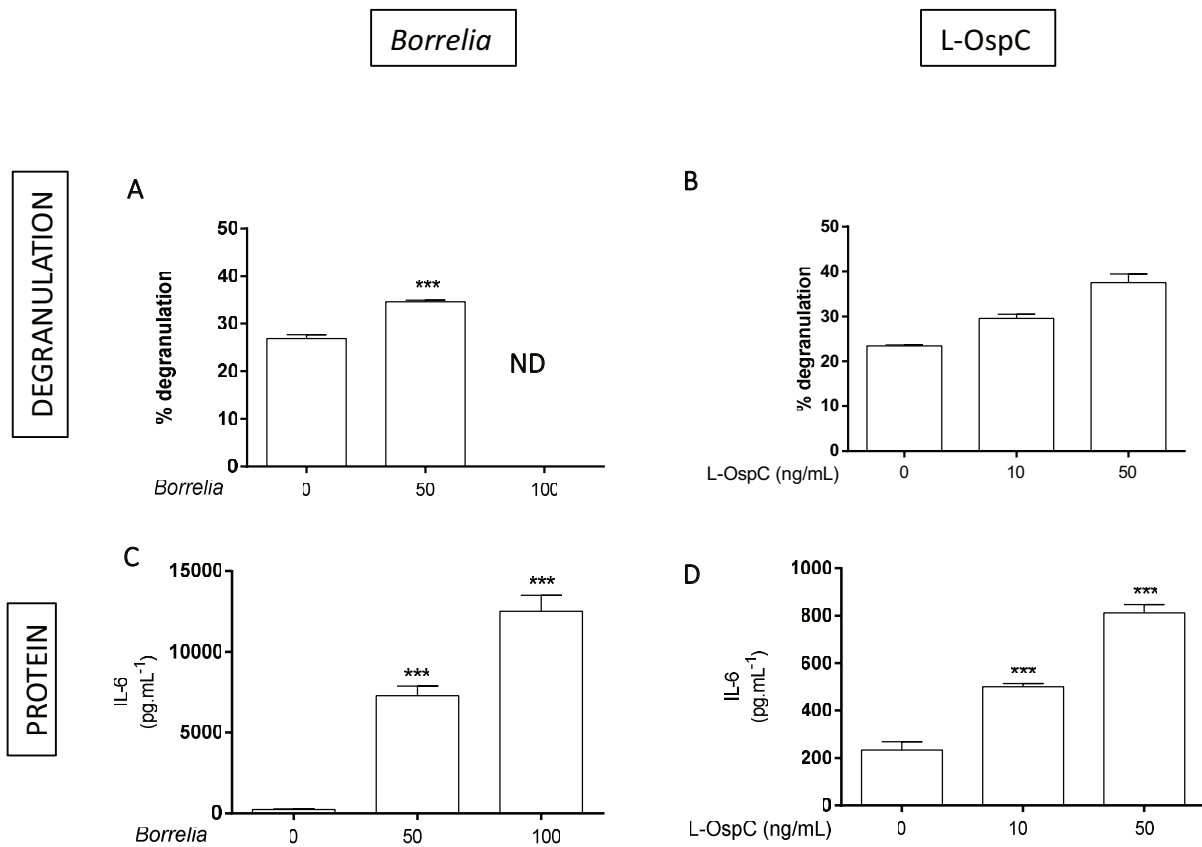 Borrelia
L-OspC
DEGRANULATION
A
50
40
30
20
10
0
% degranulation
***
ND
Borrelia 0 50 100
B
50
40
30
20
10
0
% degranulation
L-OspC (ng/mL) 0 10 50
PROTEIN
C
15000
10000
5000
0
IL-6
(pg.mL⁻¹)
***
***
Borrelia 0 50 100
D
1000
800
600
400
200
0
IL-6
(pg.mL⁻¹)
***
***
L-OspC (ng/mL) 0 10 50